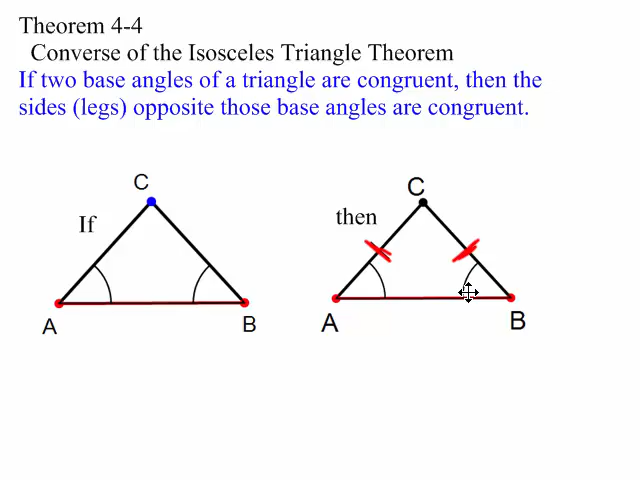 Theorem 4-4
Converse of the Isosceles Triangle Theorem
If two base angles of a triangle are congruent, then the
sides (legs) opposite those base angles are congruent.
C
If
A
B
C
then
A
B